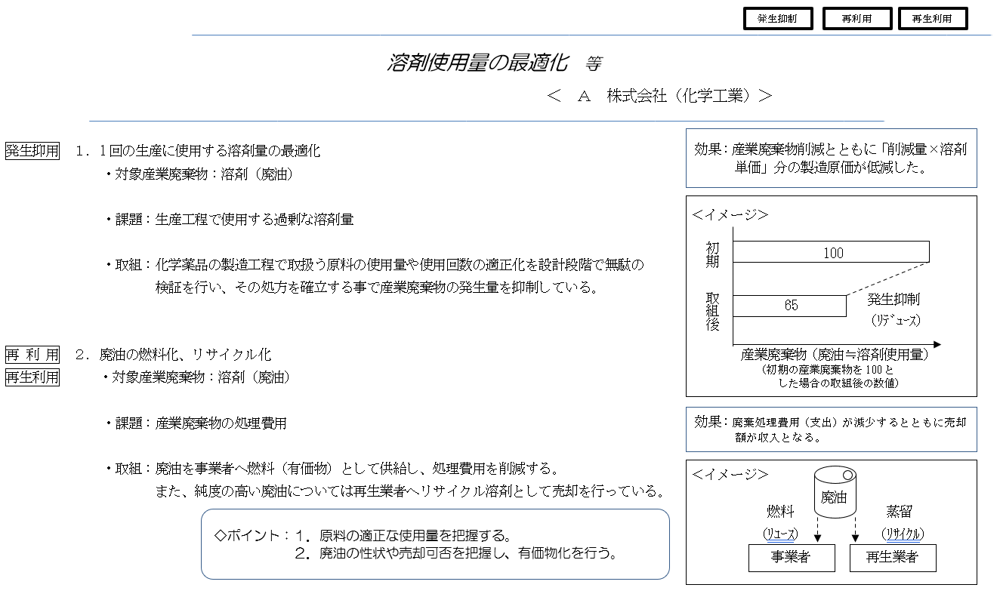 発生抑制 再利用 再生利用
溶剤使用量の最適化 等
＜ Ａ 株式会社（化学工業）＞
発生抑用 １．１回の生産に使用する溶剤量の最適化
・対象産業廃棄物：溶剤（廃油）
・課題：生産工程で使用する過剰な溶剤量
・取組：化学薬品の製造工程で取扱う原料の使用量や使用回数の適正化を設計段階で無駄の
検証を行い、その処方を確立する事で産業廃棄物の発生量を抑制している。
効果：産業廃棄物削減とともに「削減量×溶剤
単価」分の製造原価が低減した。
＜イメージ＞
初期
100
取組後
65
発生抑制
（ﾘﾃﾞｭｰｽ）
産業廃棄物（廃油≒溶剤使用量）
（初期の産業廃棄物を100と
した場合の取組後の数値）
再利用 ２．廃油の燃料化、リサイクル化
再生利用 ・対象産業廃棄物：溶剤（廃油）
・課題：産業廃棄物の処理費用
・取組：廃油を事業者へ燃料（有価物）として供給し、処理費用を削減する。
また、純度の高い廃油については再生業者へリサイクル溶剤として売却を行っている。
効果：廃棄処理費用（支出）が減少するとともに売却
額が収入となる。
＜イメージ＞
廃油
燃料 蒸留
（ﾘﾕｰｽ） （ﾘｻｲｸﾙ）
事業者 再生業者
◇ポイント：１．原料の適正な使用量を把握する。
２．廃油の性状や売却可否を把握し、有価物化を行う。